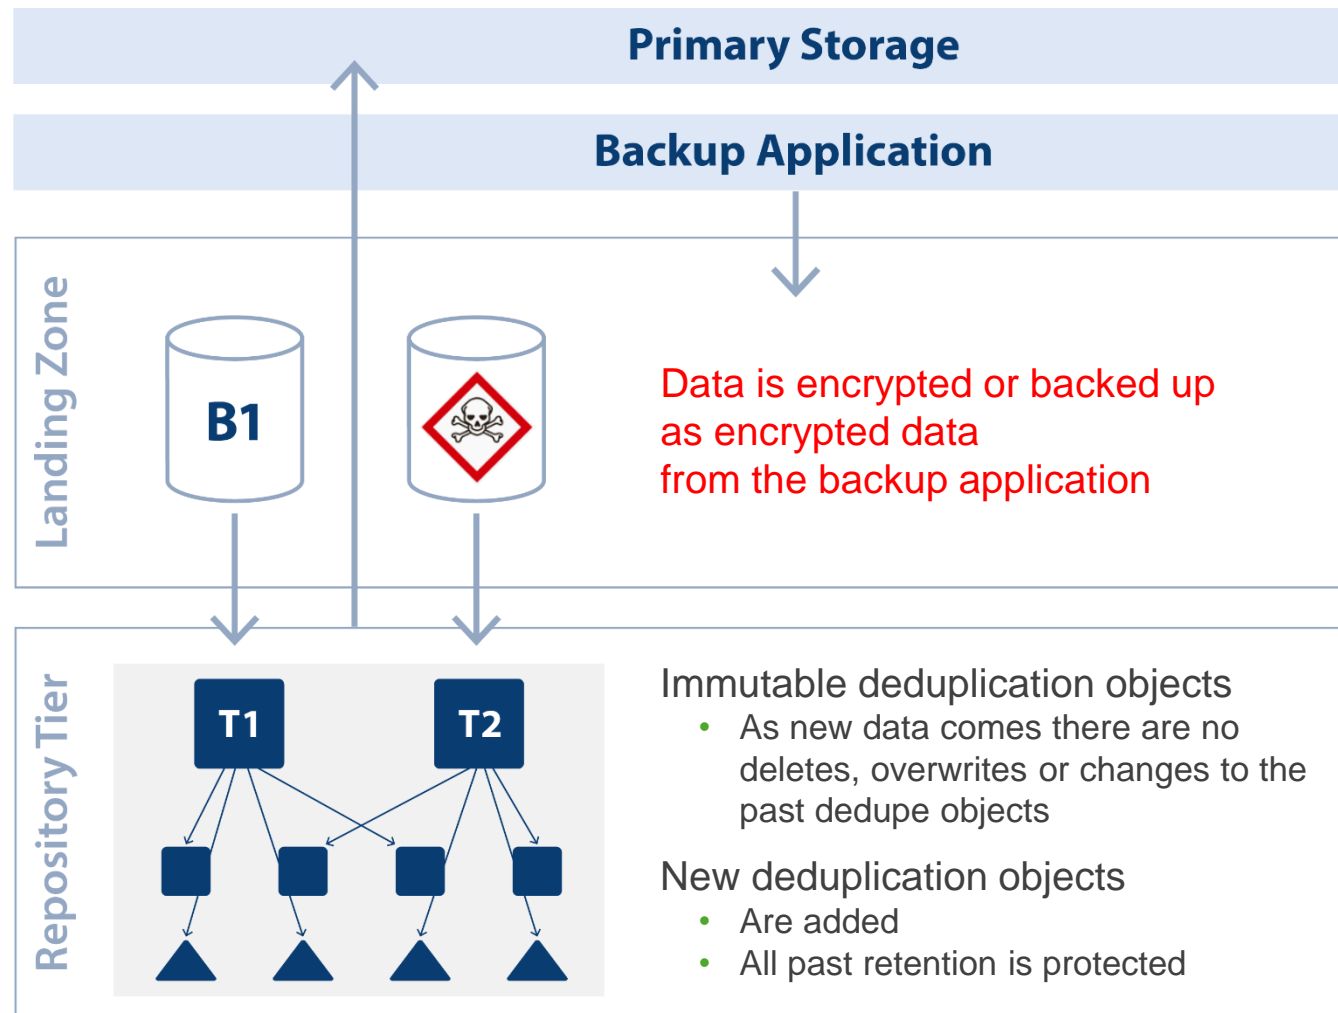 Primary Storage
Backup Application
Landing Zone
B1
Data is encrypted or backed up
as encrypted data
from the backup application
Repository Tier
T1
T2
Immutable deduplication objects
• As new data comes there are no
deletes, overwrites or changes to the
past dedupe objects
New deduplication objects
• Are added
• All past retention is protected